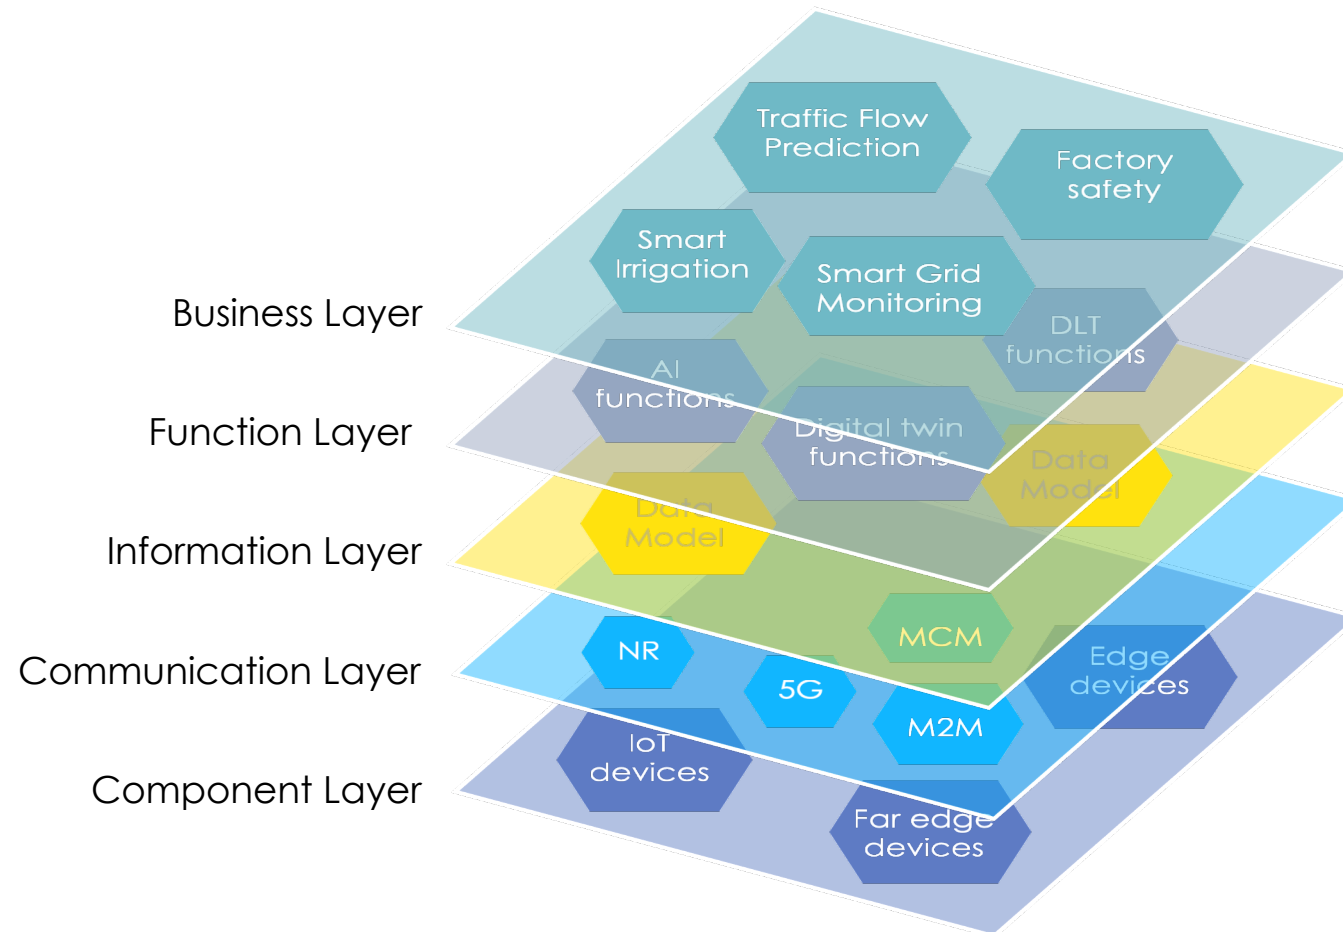 Traffic Flow
Prediction
Factory
safety
Smart
Irrigation
Smart Grid
Monitoring
Business Layer
DLT
functions
AI
functions
Function Layer
Digital twin
functions
Data
Model
Data
Model
Information Layer
MCM
NR
5G
M2M
Communication Layer
Edge
devices
IoT
devices
Component Layer
Far edge
devices